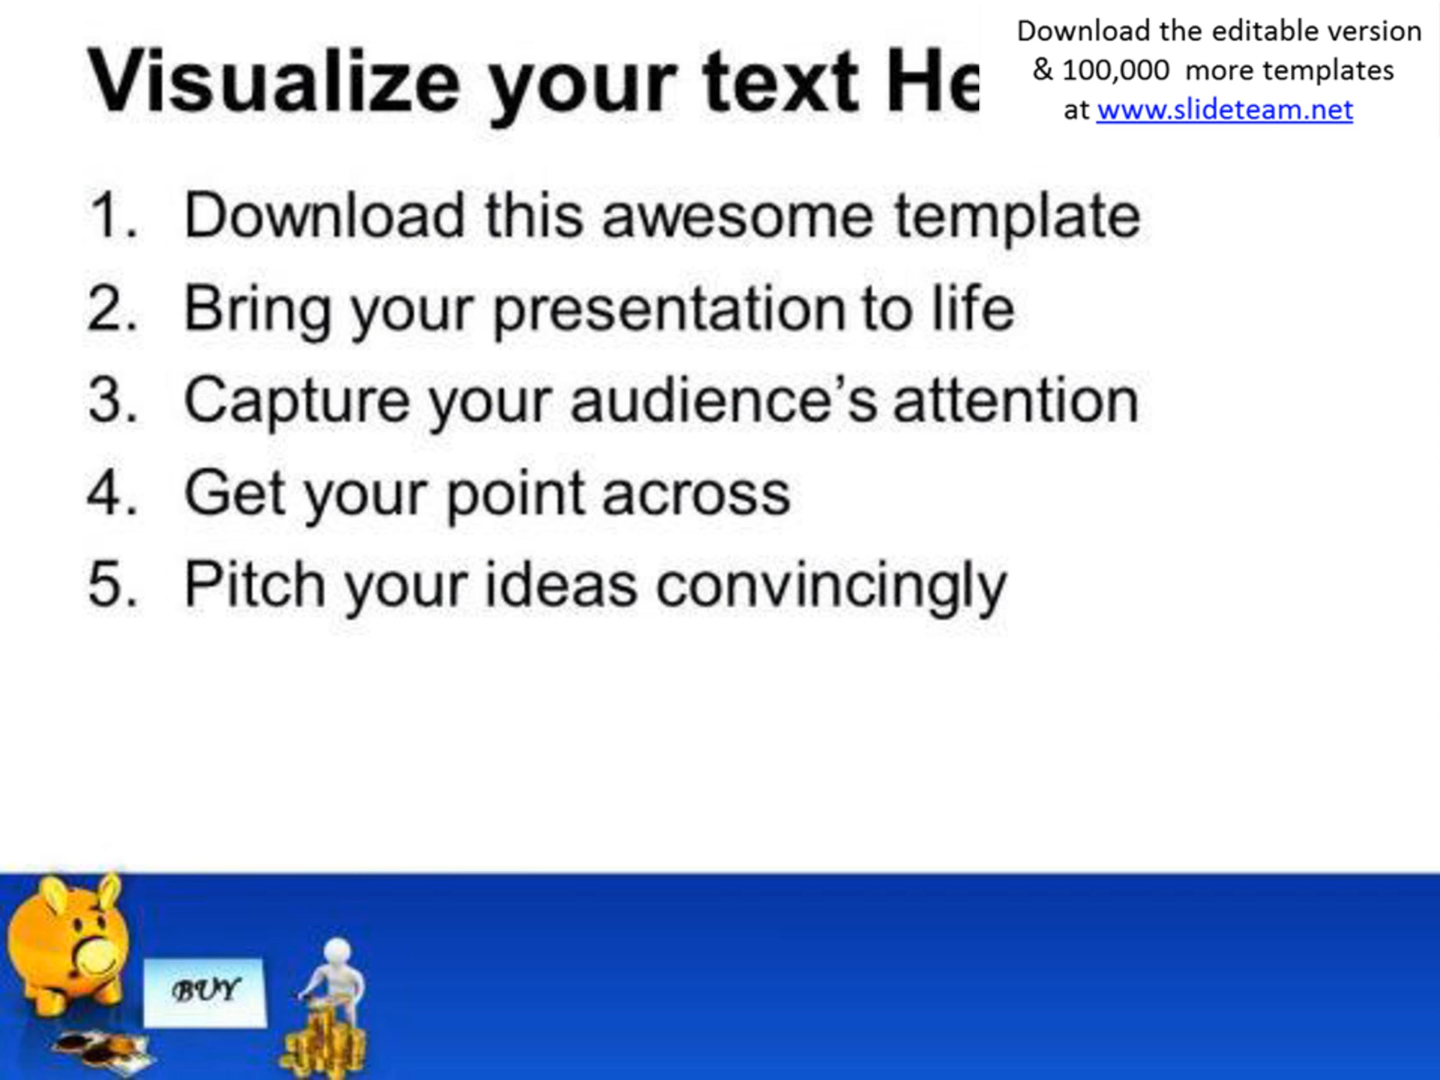 Visualize your text He
Download the editable version
& 100,000 more templates
at www.slideteam.net
1. Download this awesome template
2. Bring your presentation to life
3. Capture your audience’s attention
4. Get your point across
5. Pitch your ideas convincingly
BUY